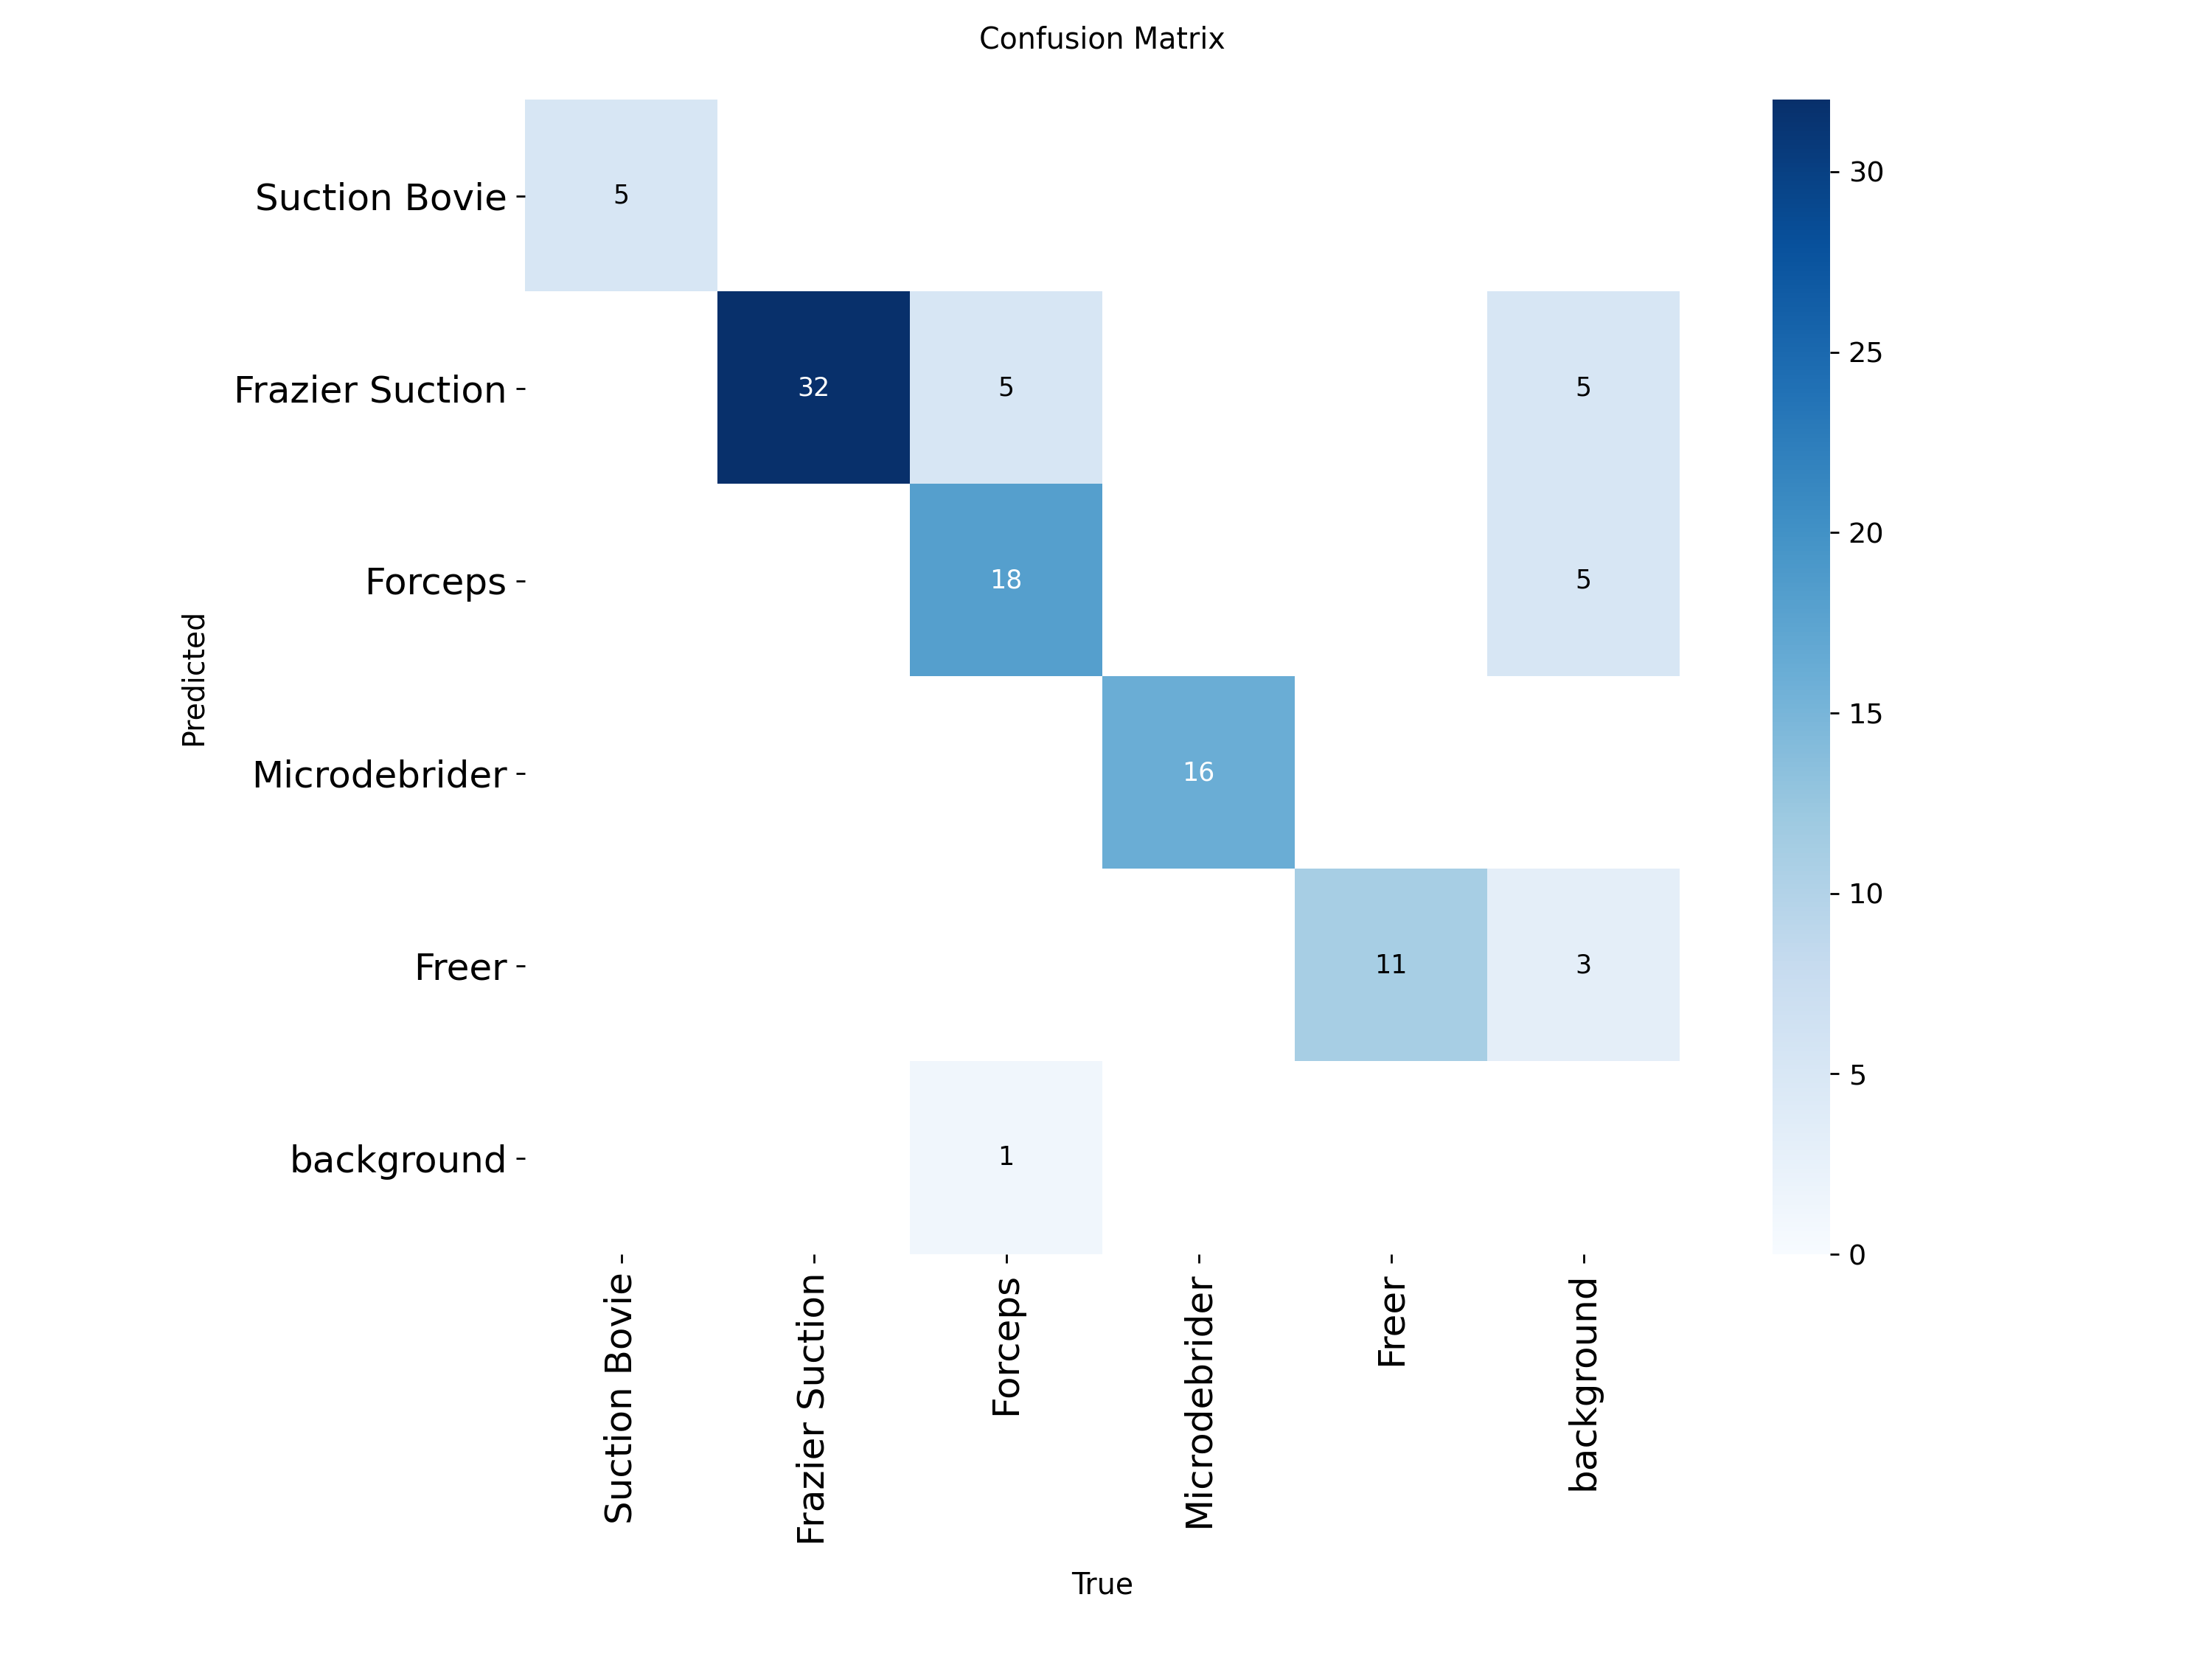 Confusion Matrix
Suction Bovie
5
Frazier Suction
32 5 5
Forceps
18 5
Microdebrider
16
Freer
11 3
background
1
Predicted
Suction Bovie
Frazier Suction
Forceps
Microdebrider
Freer
background
True
30
25
20
15
10
5
0